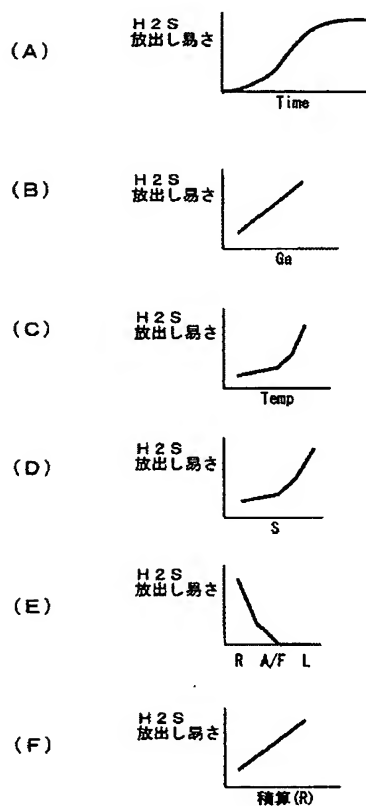 (A)
H2S
放出し易さ
Time
(B)
H2S
放出し易さ
Ga
(C)
H2S
放出し易さ
Temp
(D)
H2S
放出し易さ
S
(E)
H2S
放出し易さ
R A/F L
(F)
H2S
放出し易さ
積算(R)